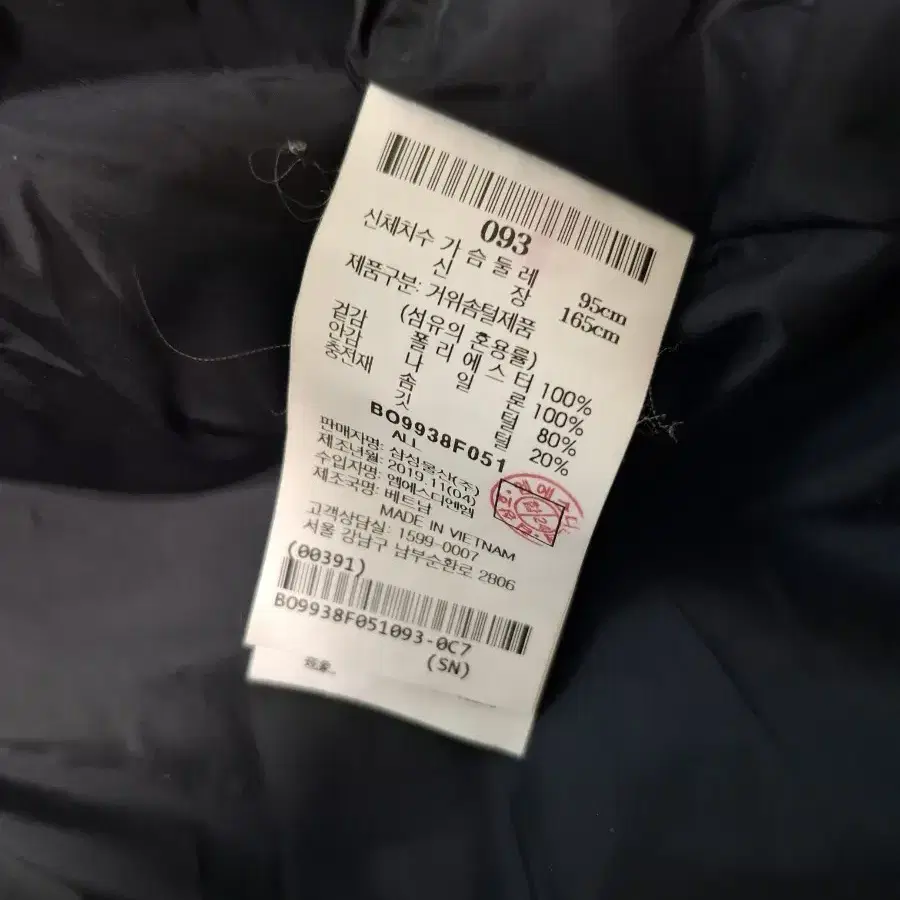 093
신체치수 가슴둘레 95cm
신장 165cm
제품구분: 거위솜털제품
(섬유의 혼용률)
겉감 폴리에스터 100%
안감 나일론 100%
충전재 솜털 80%
깃털 20%
BO9938F051
ALL
판매자명: 삼성물산(주)
제조년월: 2019.11(04)
수입자명: 엠에스디엔엠
제조국명: 베트남
MADE IN VIETNAM
고객상담실: 1599-0007
서울 강남구 남부순환로 2806
(00391)
BO9938F051093-0C7
(SN)